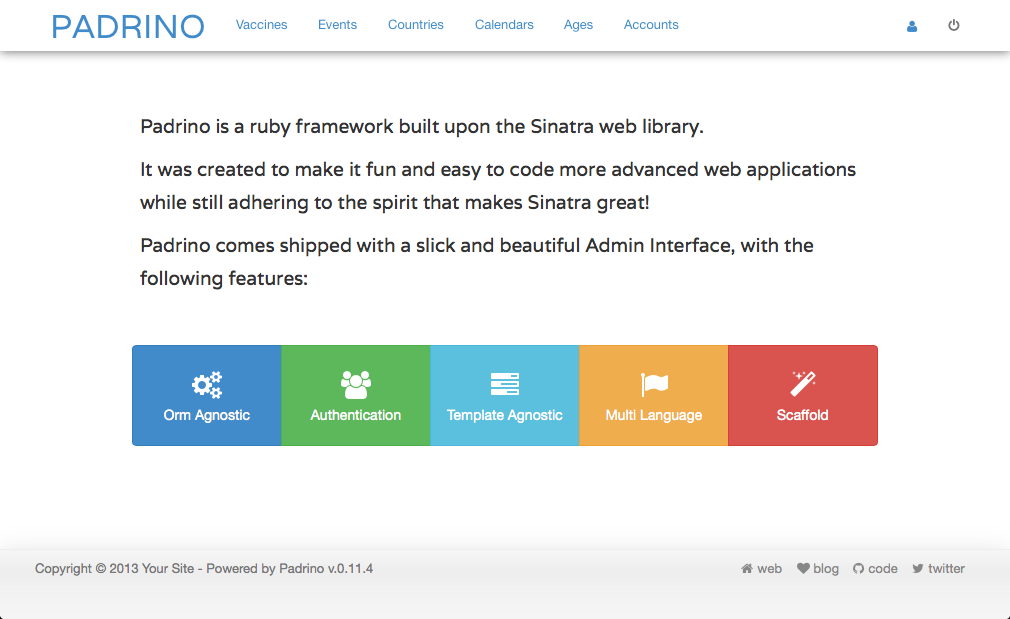 PADRINO Vaccines Events Countries Calendars Ages Accounts
Padrino is a ruby framework built upon the Sinatra web library.
It was created to make it fun and easy to code more advanced web applications
while still adhering to the spirit that makes Sinatra great!
Padrino comes shipped with a slick and beautiful Admin Interface, with the
following features:
Orm Agnostic Authentication Template Agnostic Multi Language Scaffold
Copyright © 2013 Your Site - Powered by Padrino v.0.11.4 web blog code twitter